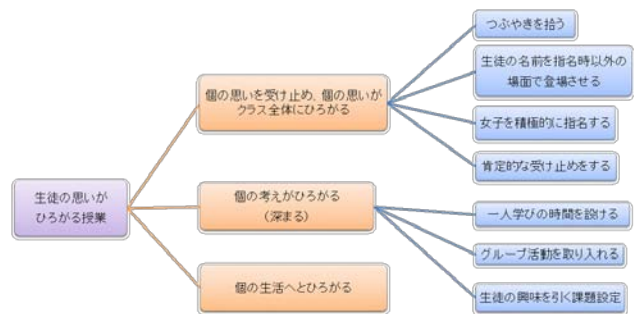 生徒の思いが
ひろがる授業
個の思いを受け止め、個の思いが
クラス全体にひろがる
つぶやきを拾う
生徒の名前を指名時以外の
場面で登場させる
女子を積極的に指名する
肯定的な受け止めをする
個の考えがひろがる
（深まる）
一人学びの時間を設ける
グループ活動を取り入れる
生徒の興味を引く課題設定
個の生活へとひろがる